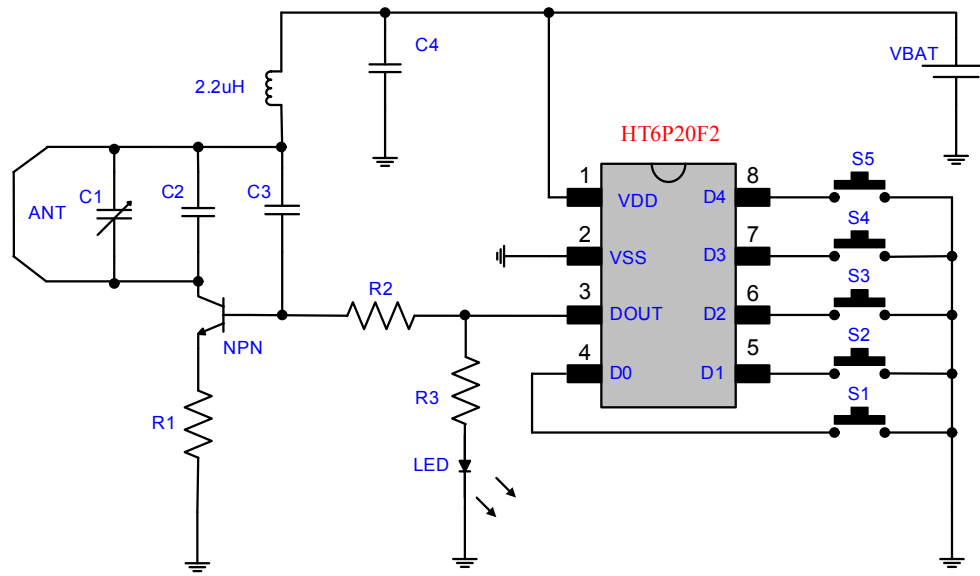 C4
VBAT
2.2uH
HT6P20F2
S5
1
8
VDD
D4
C1
C2
C3
ANT
S4
2
7
VSS
D3
S3
R2
3
6
DOUT
D2
NPN
S2
4
5
D0
D1
R3
S1
R1
LED